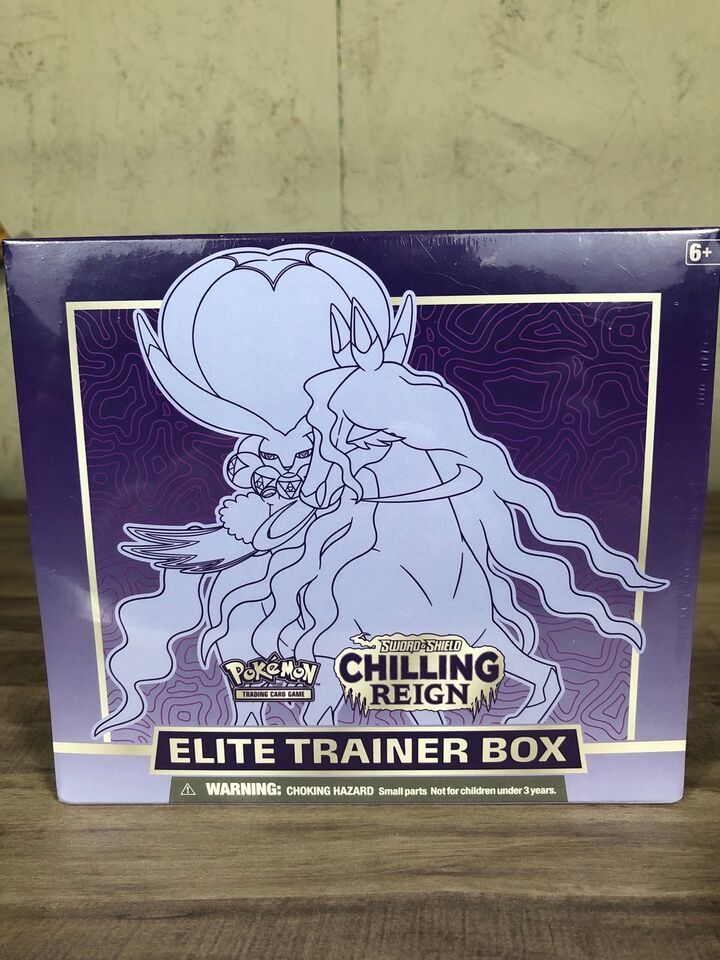 6+
SWORD & SHIELD
POKéMON
TRADING CARD GAME
CHILLING
REIGN
ELITE TRAINER BOX
WARNING: CHOKING HAZARD Small parts Not for children under 3 years.